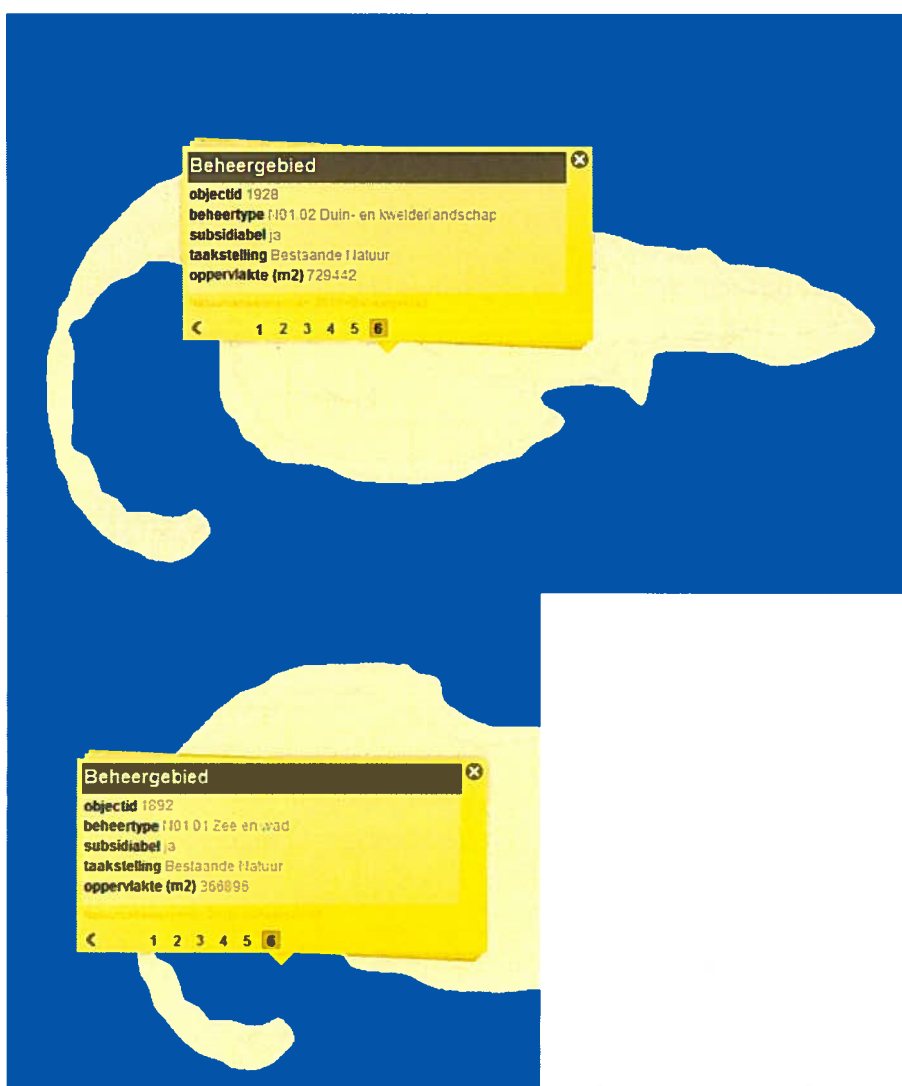 Beheergebied
objectid 1928
beheertype N01.02 Duin- en kwelderlandschap
subsidiabel ja
taakstelling Bestaande Natuur
oppervlakte (m2) 729442
1 2 3 4 5 6
Beheergebied
objectid 1892
beheertype N01.01 Zee en wad
subsidiabel ja
taakstelling Bestaande Natuur
oppervlakte (m2) 366896
1 2 3 4 5 6